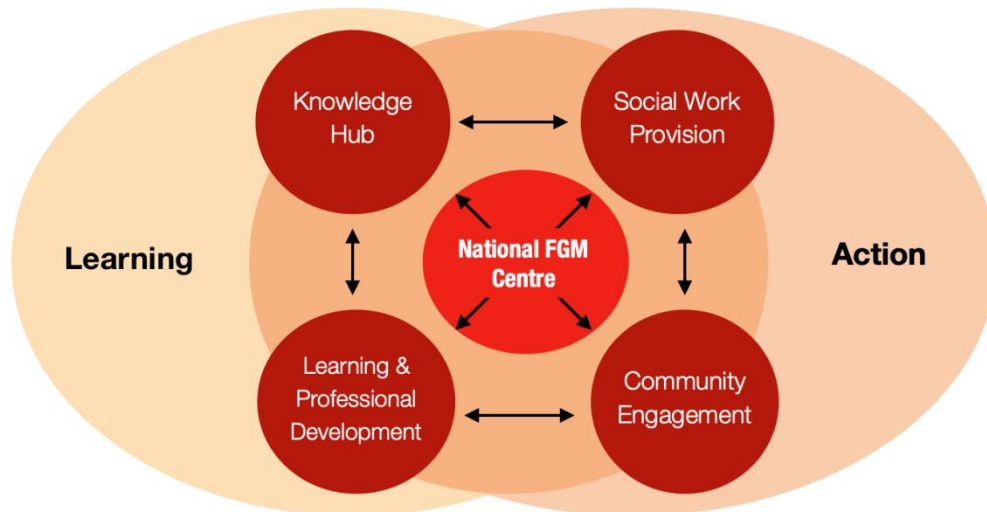 Knowledge
Hub
Social Work
Provision
Learning
National FGM
Centre
Action
Learning &
Professional
Development
Community
Engagement